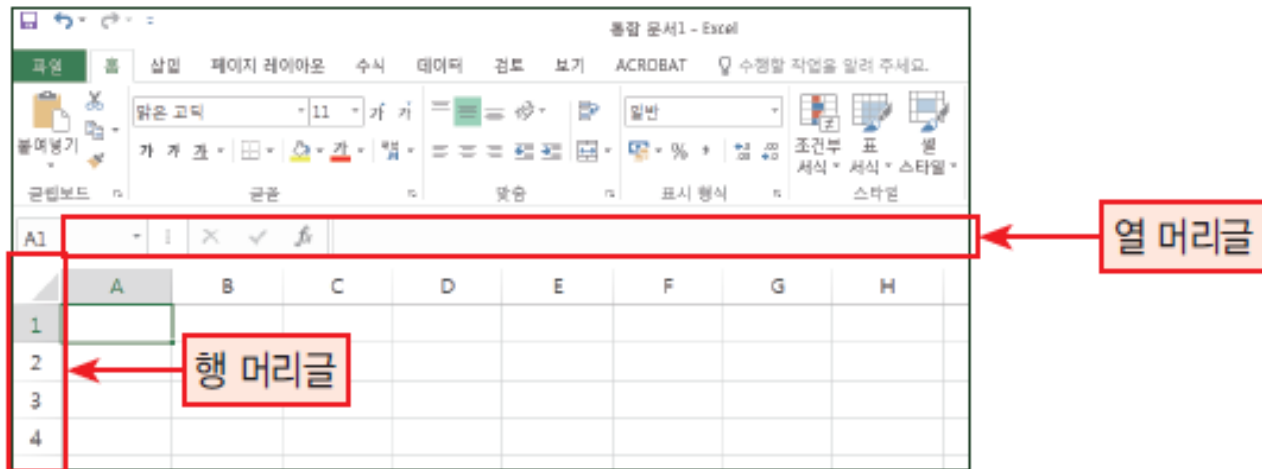 통합 문서1 - Excel
파일 홈 삽입 페이지 레이아웃 수식 데이터 검토 보기 ACROBAT 수행할 작업을 알려 주세요.
맑은 고딕 11 가 가 일반
붙여넣기 가 가 가 가 % , 조건부 서식 표 서식 셀 스타일
클립보드 글꼴 맞춤 표시 형식 스타일
A1 fx
열 머리글
A B C D E F G H
1
2
행 머리글
3
4